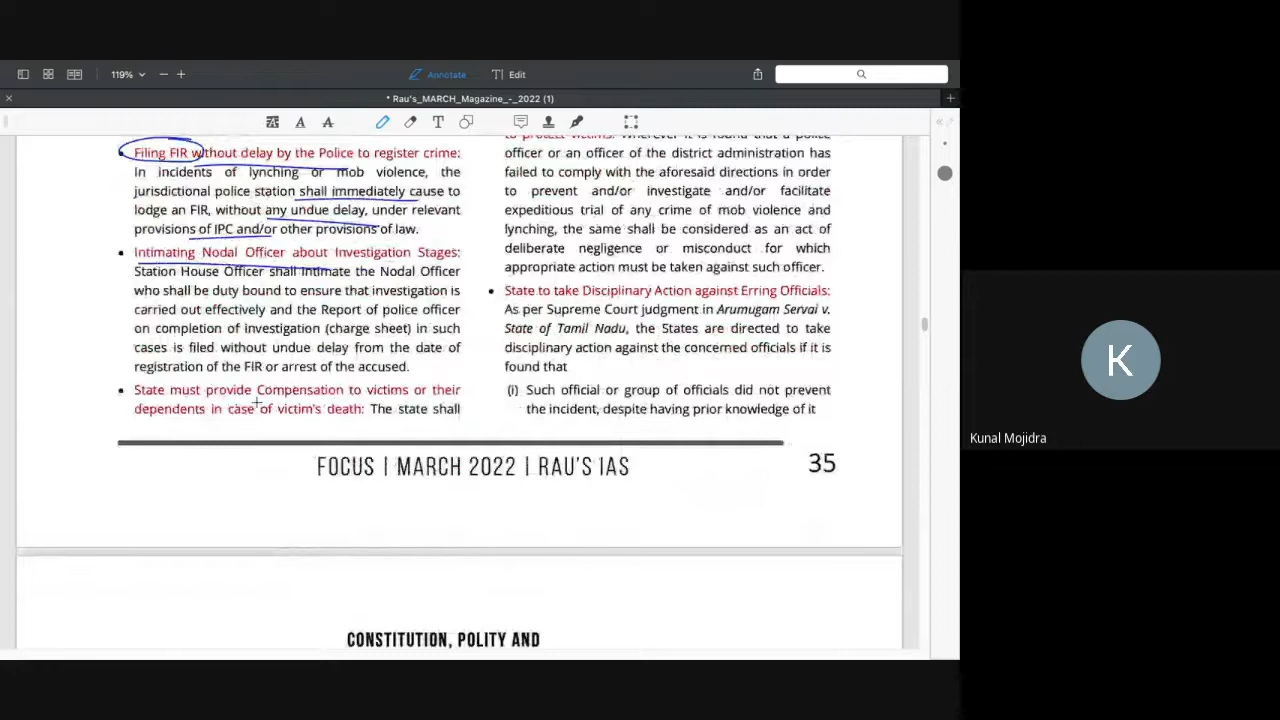 119%
Annotate
Edit
* Rau's_MARCH_Magazine_-_2022 (1)
Filing FIR without delay by the Police to register crime:
In incidents of lynching or mob violence, the
jurisdictional police station shall immediately cause to
lodge an FIR, without any undue delay, under relevant
provisions of IPC and/or other provisions of law.
Intimating Nodal Officer about Investigation Stages:
Station House Officer shall intimate the Nodal Officer
who shall be duty bound to ensure that investigation is
carried out effectively and the Report of police officer
on completion of investigation (charge sheet) in such
cases is filed without undue delay from the date of
registration of the FIR or arrest of the accused.
State must provide Compensation to victims or their
dependents in case of victim's death: The state shall
to protect victims: Wherever it is found that a police
officer or an officer of the district administration has
failed to comply with the aforesaid directions in order
to prevent and/or investigate and/or facilitate
expeditious trial of any crime of mob violence and
lynching, the same shall be considered as an act of
deliberate negligence or misconduct for which
appropriate action must be taken against such officer.
State to take Disciplinary Action against Erring Officials:
As per Supreme Court judgment in Arumugam Servai v.
State of Tamil Nadu, the States are directed to take
disciplinary action against the concerned officials if it is
found that
(i) Such official or group of officials did not prevent
the incident, despite having prior knowledge of it
FOCUS | MARCH 2022 | RAU'S IAS
35
CONSTITUTION, POLITY AND
K
Kunal Mojidra